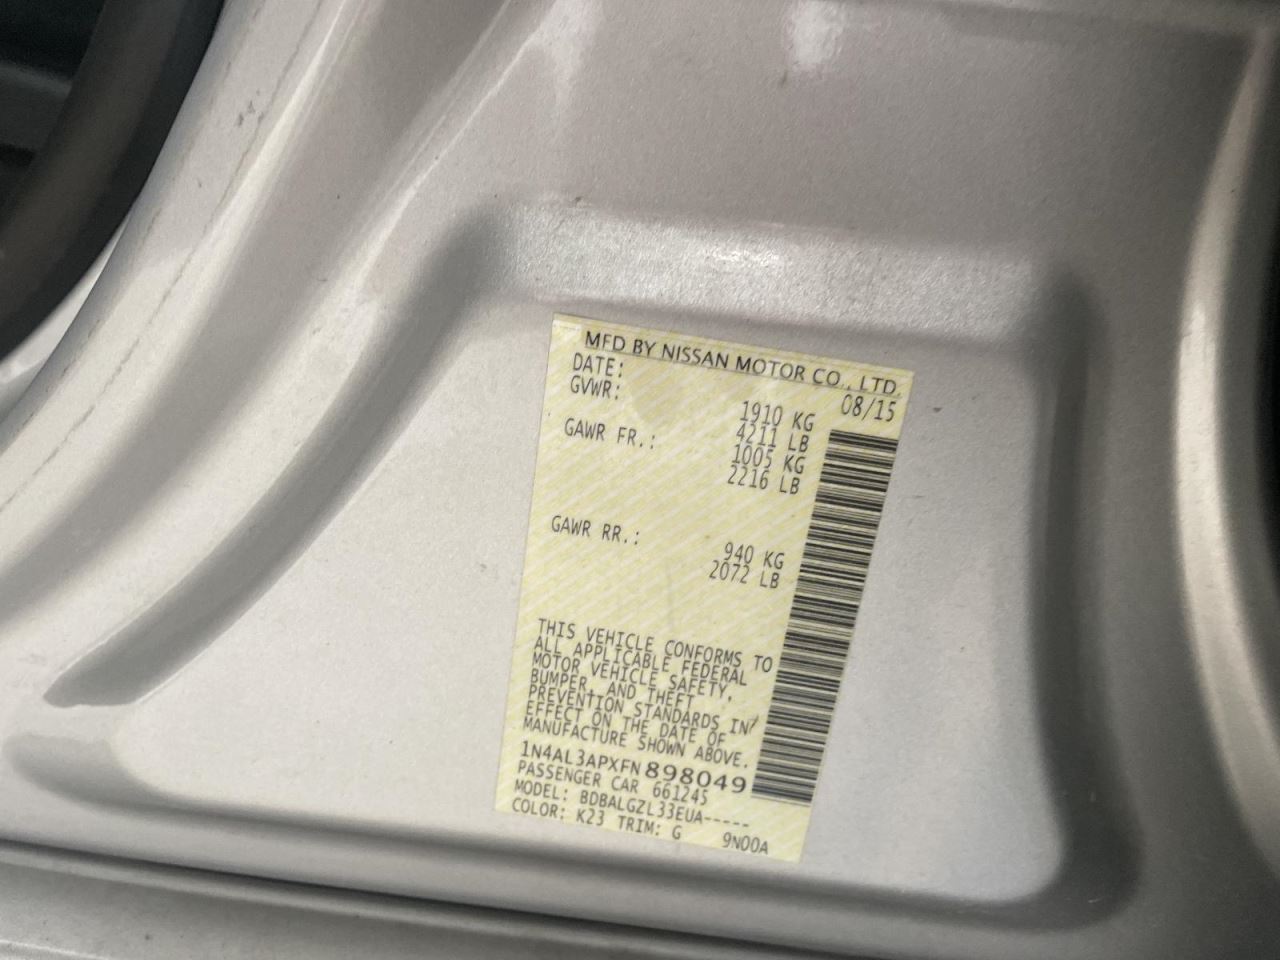 MFD BY NISSAN MOTOR CO., LTD.
DATE: 08/15
GVWR: 1910 KG
4211 LB
GAWR FR.: 1005 KG
2216 LB
GAWR RR.: 940 KG
2072 LB
THIS VEHICLE CONFORMS TO
ALL APPLICABLE FEDERAL
MOTOR VEHICLE SAFETY,
BUMPER, AND THEFT
PREVENTION STANDARDS IN
EFFECT ON THE DATE OF
MANUFACTURE SHOWN ABOVE.
1N4AL3APXFN898049
PASSENGER CAR 661245
MODEL: BDBALGZL33EUA-----
COLOR: K23 TRIM: G 9N00A